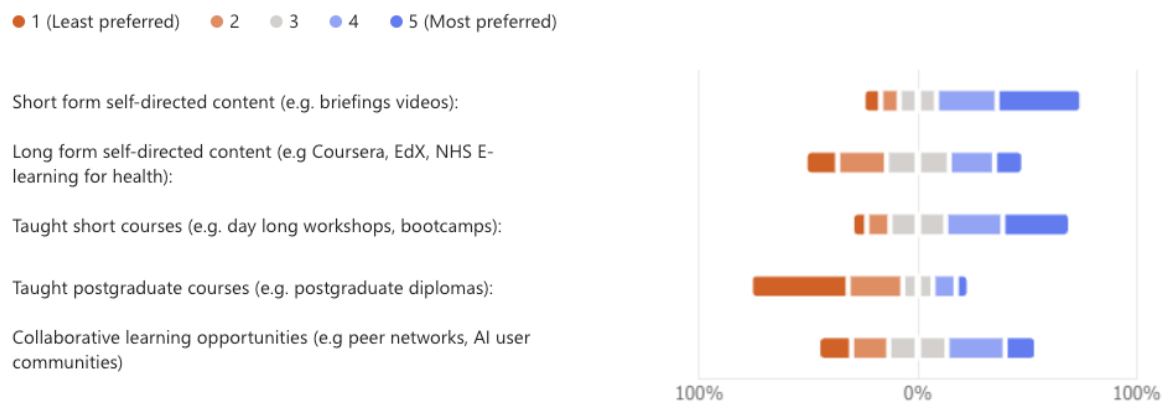 1 (Least preferred) 2 3 4 5 (Most preferred)
Short form self-directed content (e.g. briefings videos):
Long form self-directed content (e.g Coursera, EdX, NHS E-
learning for health):
Taught short courses (e.g. day long workshops, bootcamps):
Taught postgraduate courses (e.g. postgraduate diplomas):
Collaborative learning opportunities (e.g peer networks, AI user
communities)
100% 0% 100%